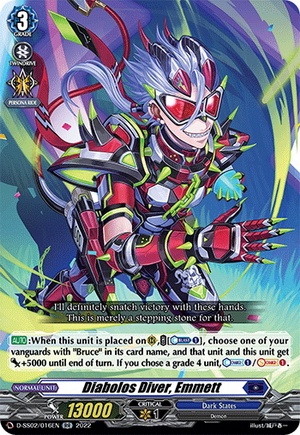 3
GRADE
TWINDRIVE
PERSONA RIDE
I'll definitely snatch victory with these hands.
This is merely a stepping stone for that.
AUTO:When this unit is placed on , choose one of your
vanguards with "Bruce" in its card name, and that unit and this unit get
+5000 until end of turn. If you chose a grade 4 unit,
NORMAL UNIT
Diabolos Diver, Emmett
POWER 13000
CRITICAL 1
Dark States
Demon
D-SS02/016EN RR 2022